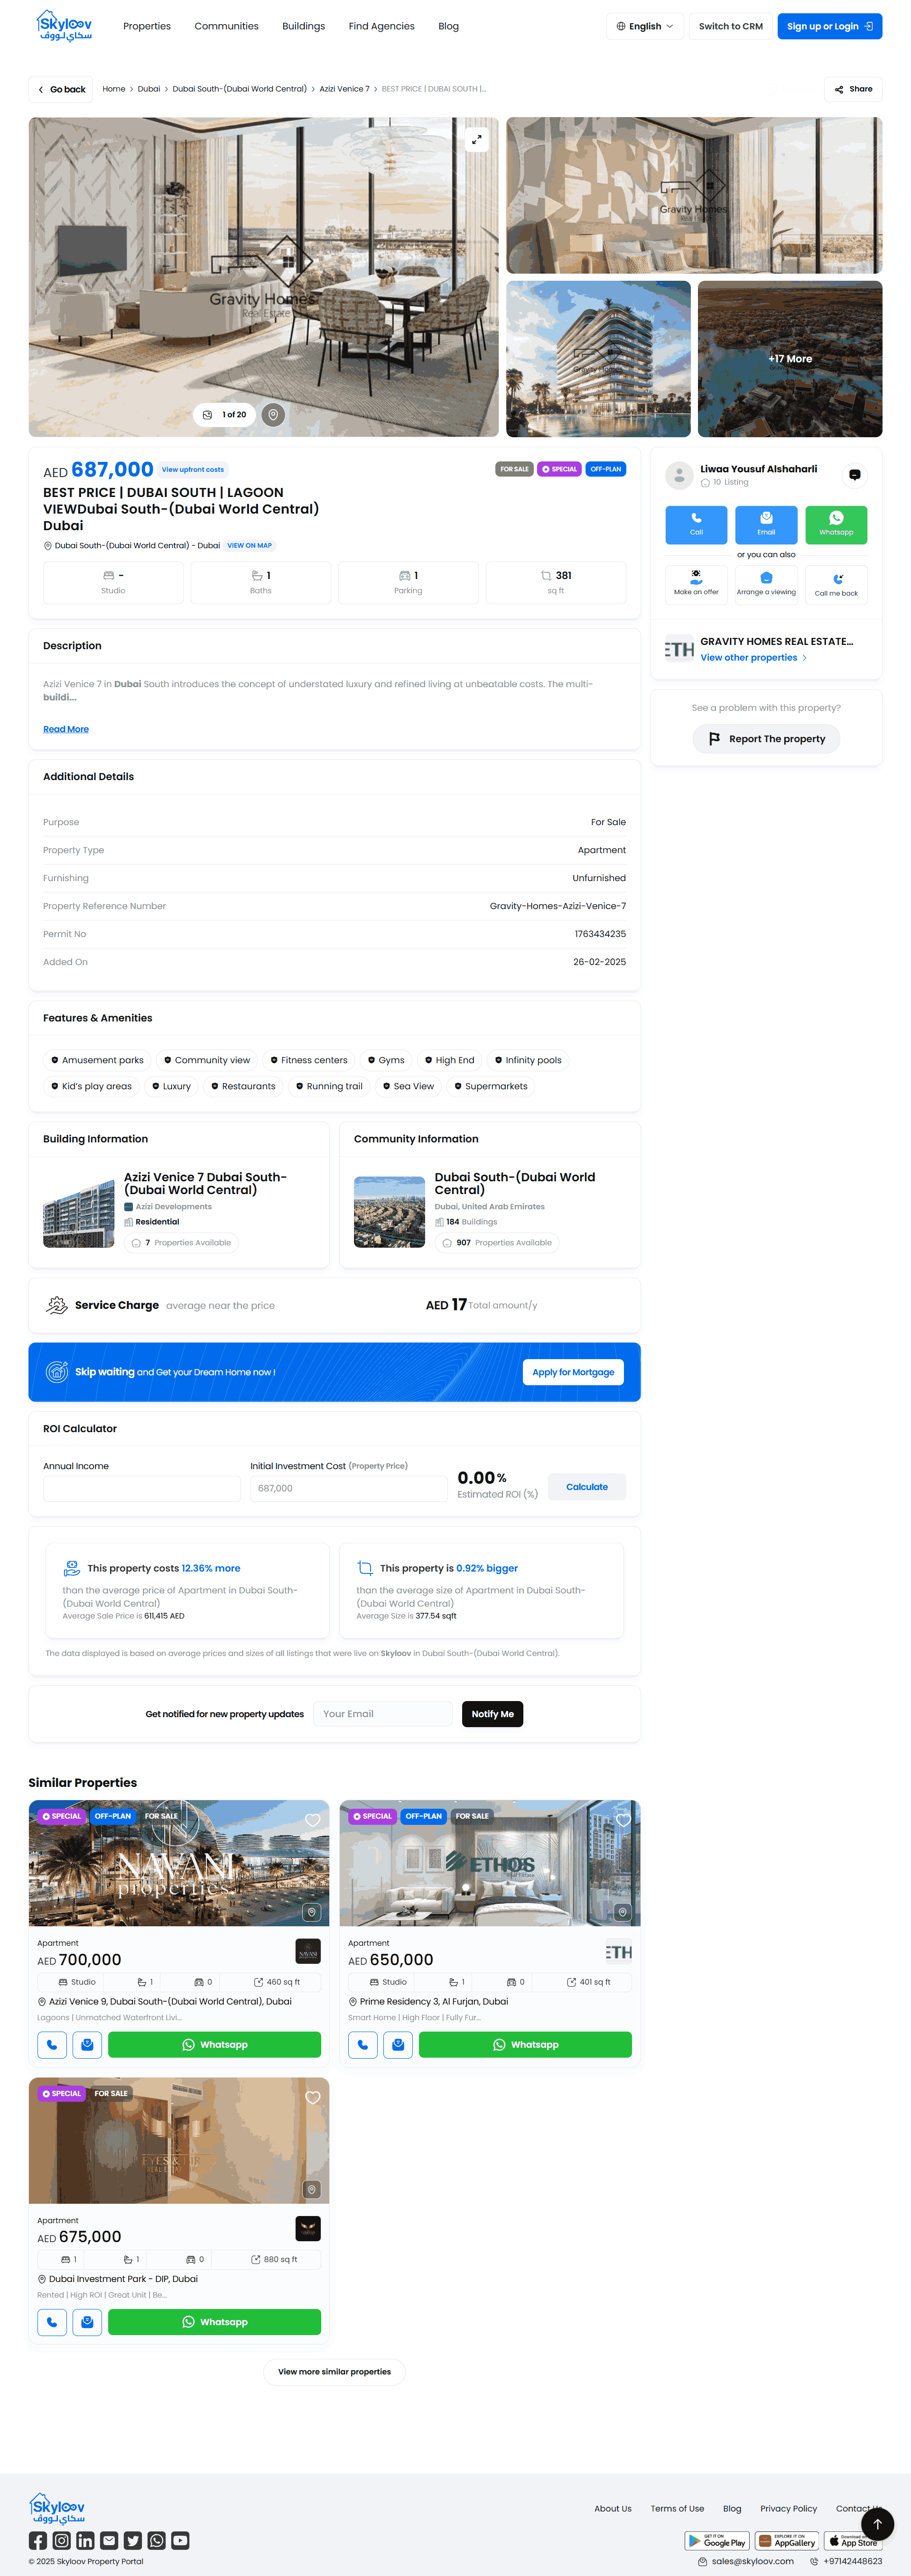 Skyloov
سكاي لووڤ
Properties
Communities
Buildings
Find Agencies
Blog
English
Switch to CRM
Sign up or Login
Go back
Home > Dubai > Dubai South-(Dubai World Central) > Azizi Venice 7 > BEST PRICE | DUBAI SOUTH |...
Share
Gravity Homes
Real Estate
1 of 20
Gravity Homes
+17 More
AED 687,000
View upfront costs
FOR SALE
SPECIAL
OFF-PLAN
BEST PRICE | DUBAI SOUTH | LAGOON
VIEWDubai South-(Dubai World Central)
Dubai
Dubai South-(Dubai World Central) - Dubai
VIEW ON MAP
-
Studio
1
Baths
1
Parking
381
sq ft
Liwaa Yousuf Alshaharli
10 Listing
Call
Email
Whatsapp
or you can also
Make an offer
Arrange a viewing
Call me back
ETH
GRAVITY HOMES REAL ESTATE...
View other properties >
See a problem with this property?
Report The property
Description
Azizi Venice 7 in Dubai South introduces the concept of understated luxury and refined living at unbeatable costs. The multi-
buildi...
Read More
Additional Details
Purpose
For Sale
Property Type
Apartment
Furnishing
Unfurnished
Property Reference Number
Gravity-Homes-Azizi-Venice-7
Permit No
1763434235
Added On
26-02-2025
Features & Amenities
Amusement parks
Community view
Fitness centers
Gyms
High End
Infinity pools
Kid's play areas
Luxury
Restaurants
Running trail
Sea View
Supermarkets
Building Information
Azizi Venice 7 Dubai South-
(Dubai World Central)
Azizi Developments
Residential
7 Properties Available
Community Information
Dubai South-(Dubai World
Central)
Dubai, United Arab Emirates
184 Buildings
907 Properties Available
Service Charge average near the price
AED 17 Total amount/y
Skip waiting and Get your Dream Home now !
Apply for Mortgage
ROI Calculator
Annual Income
Initial Investment Cost (Property Price)
687,000
0.00 %
Estimated ROI (%)
Calculate
This property costs 12.36% more
than the average price of Apartment in Dubai South-
(Dubai World Central)
Average Sale Price is 611,415 AED
This property is 0.92% bigger
than the average size of Apartment in Dubai South-
(Dubai World Central)
Average Size is 377.54 sqft
The data displayed is based on average prices and sizes of all listings that were live on Skyloov in Dubai South-(Dubai World Central).
Get notified for new property updates
Your Email
Notify Me
Similar Properties
SPECIAL
OFF-PLAN
FOR SALE
NAVANI
properties
Apartment
AED 700,000
Studio
1
0
460 sq ft
Azizi Venice 9, Dubai South-(Dubai World Central), Dubai
Lagoons | Unmatched Waterfront Livi...
Whatsapp
SPECIAL
OFF-PLAN
FOR SALE
ETHOS
Apartment
ETH
AED 650,000
Studio
1
0
401 sq ft
Prime Residency 3, Al Furjan, Dubai
Smart Home | High Floor | Fully Fur...
Whatsapp
SPECIAL
FOR SALE
Apartment
AED 675,000
1
1
0
880 sq ft
Dubai Investment Park - DIP, Dubai
Rented | High ROI | Great Unit | Be...
Whatsapp
View more similar properties
Skyloov
سكاي لووڤ
About Us
Terms of Use
Blog
Privacy Policy
GET IT ON
Google Play
EXPLORE IT ON
AppGallery
App Store
© 2025 Skyloov Property Portal
sales@skyloov.com
+97142448623